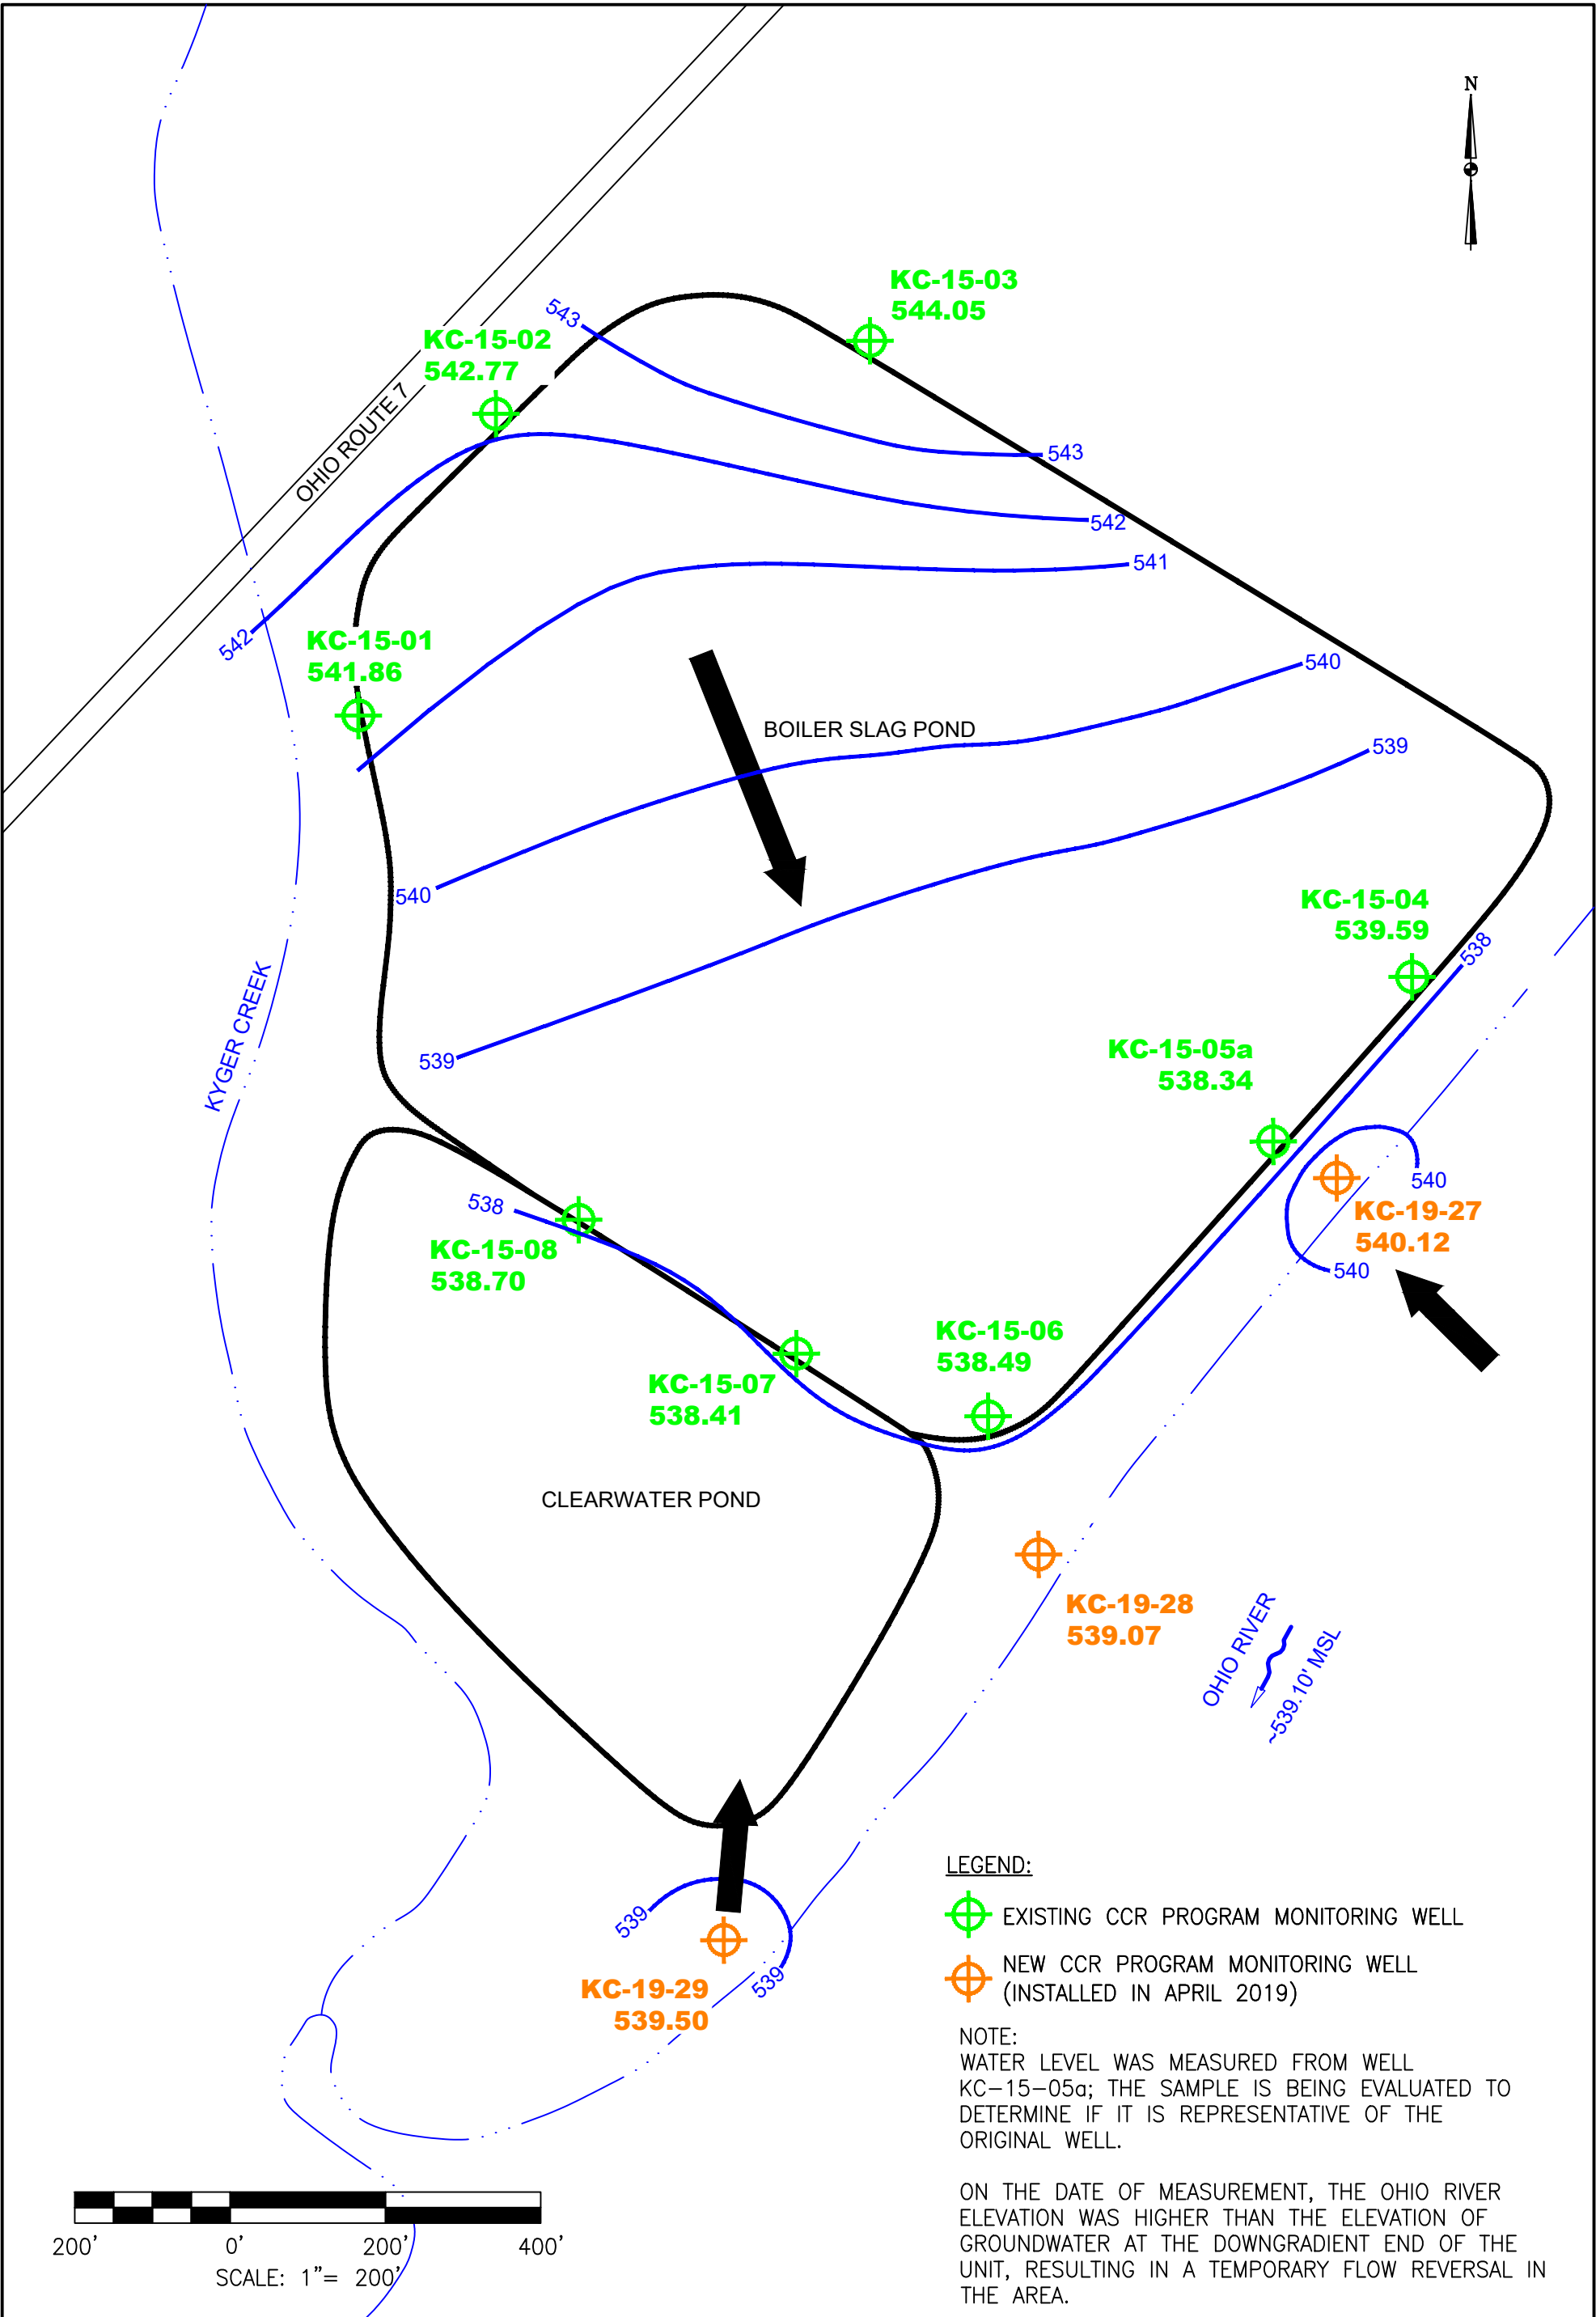 N
KC-15-03
544.05
543
KC-15-02
542.77
OHIO ROUTE 7
543
542
541
542
KC-15-01
541.86
540
BOILER SLAG POND
539
540
KC-15-04
539.59
538
KYGER CREEK
539
KC-15-05a
538.34
540
KC-19-27
540.12
540
538
KC-15-08
538.70
KC-15-06
538.49
KC-15-07
538.41
CLEARWATER POND
KC-19-28
539.07
OHIO RIVER
~539.10' MSL
539
539
KC-19-29
539.50
LEGEND:
EXISTING CCR PROGRAM MONITORING WELL
NEW CCR PROGRAM MONITORING WELL
(INSTALLED IN APRIL 2019)
NOTE:
WATER LEVEL WAS MEASURED FROM WELL
KC-15-05a; THE SAMPLE IS BEING EVALUATED TO
DETERMINE IF IT IS REPRESENTATIVE OF THE
ORIGINAL WELL.
ON THE DATE OF MEASUREMENT, THE OHIO RIVER
ELEVATION WAS HIGHER THAN THE ELEVATION OF
GROUNDWATER AT THE DOWNGRADIENT END OF THE
UNIT, RESULTING IN A TEMPORARY FLOW REVERSAL IN
THE AREA.
200' 0' 200' 400'
SCALE: 1"= 200'